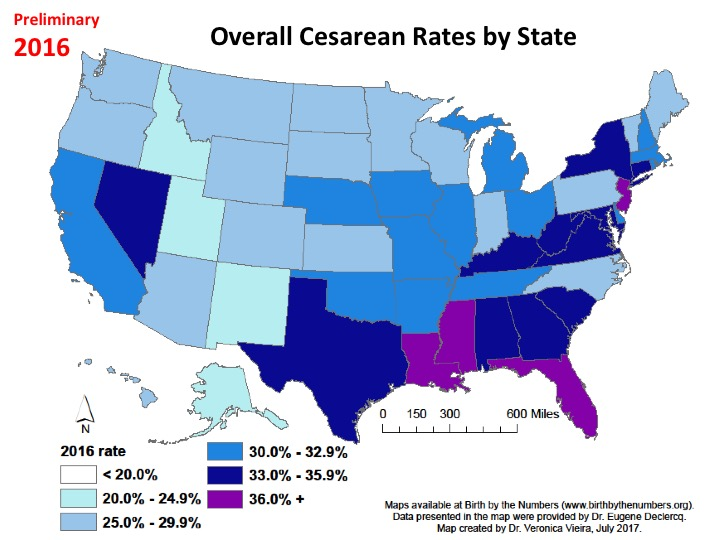 Preliminary
2016
Overall Cesarean Rates by State
N
0 150 300 600 Miles
2016 rate
< 20.0%
20.0% - 24.9%
25.0% - 29.9%
30.0% - 32.9%
33.0% - 35.9%
36.0% +
Maps available at Birth by the Numbers (www.birthbythenumbers.org).
Data presented in the map were provided by Dr. Eugene Declercq.
Map created by Dr. Veronica Vieira, July 2017.